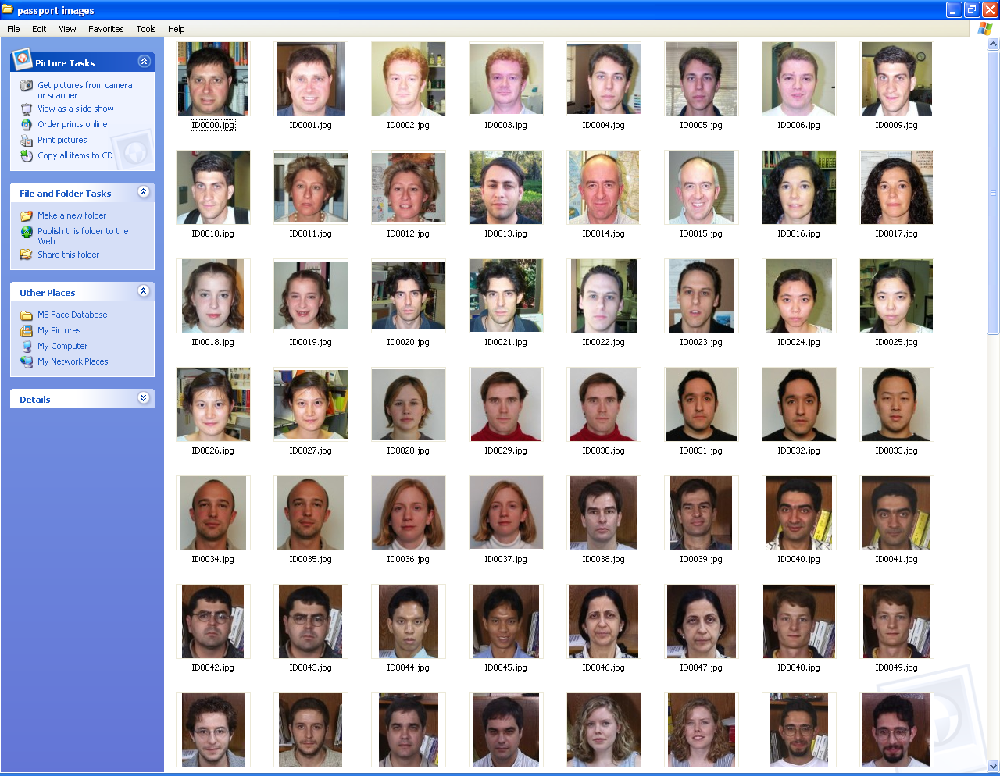 passport images
File Edit View Favorites Tools Help
Picture Tasks
Get pictures from camera
or scanner
View as a slide show
Order prints online
Print pictures
Copy all items to CD
File and Folder Tasks
Make a new folder
Publish this folder to the
Web
Share this folder
Other Places
MS Face Database
My Pictures
My Computer
My Network Places
Details
ID0000.jpg ID0001.jpg ID0002.jpg ID0003.jpg ID0004.jpg ID0005.jpg ID0006.jpg ID0009.jpg
ID0010.jpg ID0011.jpg ID0012.jpg ID0013.jpg ID0014.jpg ID0015.jpg ID0016.jpg ID0017.jpg
ID0018.jpg ID0019.jpg ID0020.jpg ID0021.jpg ID0022.jpg ID0023.jpg ID0024.jpg ID0025.jpg
ID0026.jpg ID0027.jpg ID0028.jpg ID0029.jpg ID0030.jpg ID0031.jpg ID0032.jpg ID0033.jpg
ID0034.jpg ID0035.jpg ID0036.jpg ID0037.jpg ID0038.jpg ID0039.jpg ID0040.jpg ID0041.jpg
ID0042.jpg ID0043.jpg ID0044.jpg ID0045.jpg ID0046.jpg ID0047.jpg ID0048.jpg ID0049.jpg